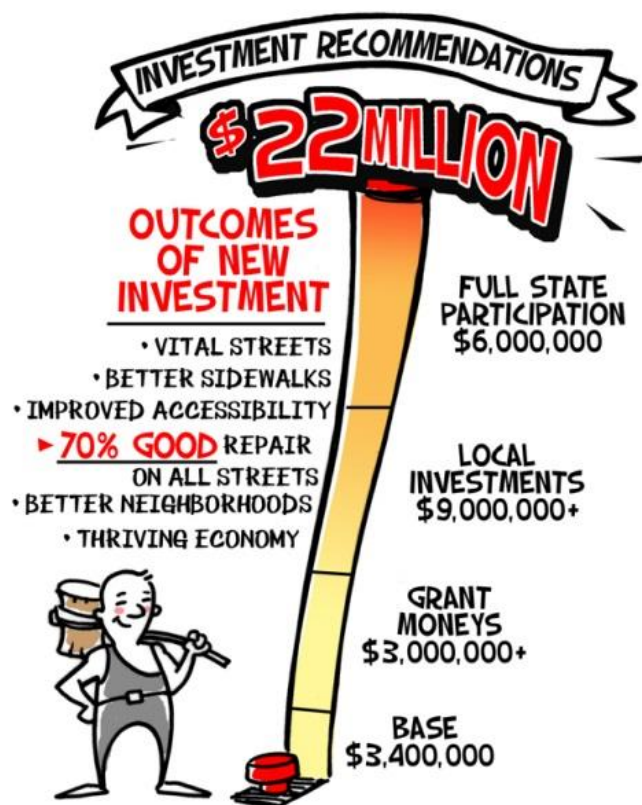 INVESTMENT RECOMMENDATIONS
$22 MILLION
OUTCOMES
OF NEW
INVESTMENT
• VITAL STREETS
• BETTER SIDEWALKS
• IMPROVED ACCESSIBILITY
► 70% GOOD REPAIR
ON ALL STREETS
• BETTER NEIGHBORHOODS
• THRIVING ECONOMY
FULL STATE
PARTICIPATION
$6,000,000
LOCAL
INVESTMENTS
$9,000,000+
GRANT
MONEYS
$3,000,000+
BASE
$3,400,000